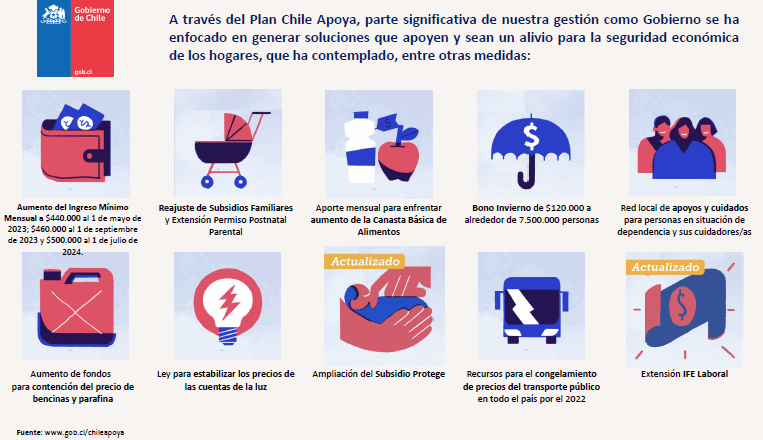 Gobierno
de Chile
gob.cl
A través del Plan Chile Apoya, parte significativa de nuestra gestión como Gobierno se ha
enfocado en generar soluciones que apoyen y sean un alivio para la seguridad económica
de los hogares, que ha contemplado, entre otras medidas:
Aumento del Ingreso Mínimo
Mensual a $440.000 al 1 de mayo de
2023; $460.000 al 1 de septiembre
de 2023 y $500.000 al 1 de julio de
2024.
Reajuste de Subsidios Familiares
y Extensión Permiso Postnatal
Parental
Aporte mensual para enfrentar
aumento de la Canasta Básica de
Alimentos
$
Bono Invierno de $120.000 a
alrededor de 7.500.000 personas
Red local de apoyos y cuidados
para personas en situación de
dependencia y sus cuidadores/as
Aumento de fondos
para contención del precio de
bencinas y parafina
Ley para estabilizar los precios de
las cuentas de la luz
Actualizado
Ampliación del Subsidio Protege
Recursos para el congelamiento
de precios del transporte público
en todo el país por el 2022
Actualizado
$
Extensión IFE Laboral
Fuente: www.gob.cl/chileapoya